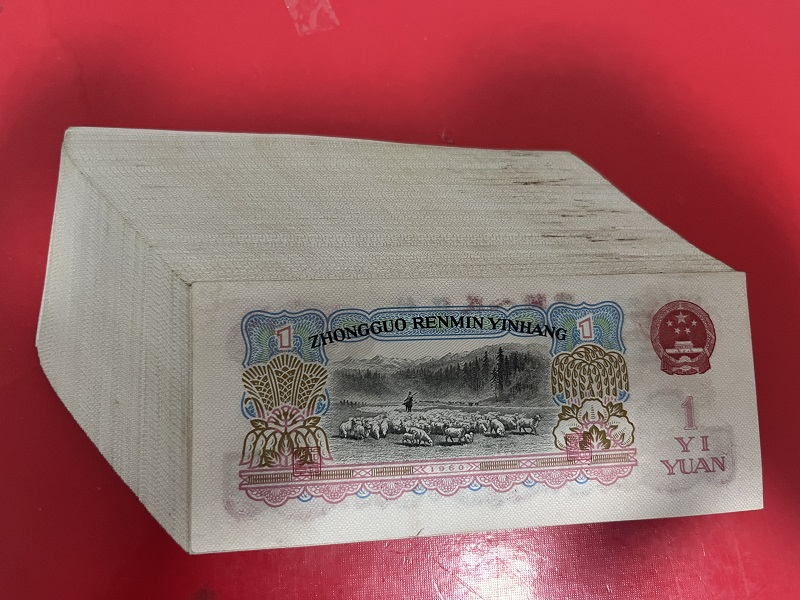 1
1
ZHONGGUO RENMIN YINHANG
1960
1
YI
YUAN